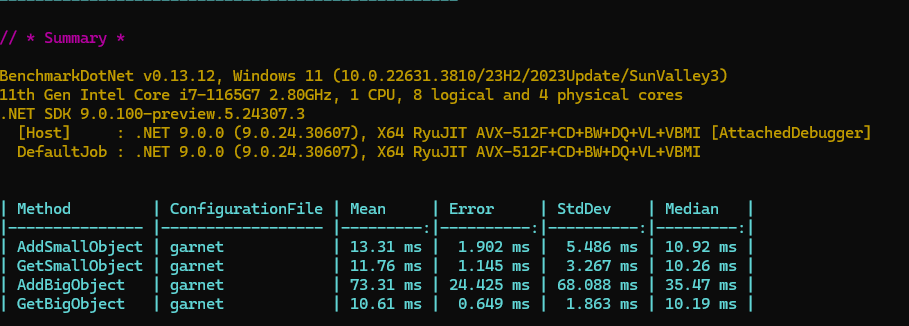 // * Summary *
BenchmarkDotNet v0.13.12, Windows 11 (10.0.22631.3810/23H2/2023Update/SunValley3)
11th Gen Intel Core i7-1165G7 2.80GHz, 1 CPU, 8 logical and 4 physical cores
.NET SDK 9.0.100-preview.5.24307.3
  [Host]     : .NET 9.0.0 (9.0.24.30607), X64 RyuJIT AVX-512F+CD+BW+DQ+VL+VBMI [AttachedDebugger]
  DefaultJob : .NET 9.0.0 (9.0.24.30607), X64 RyuJIT AVX-512F+CD+BW+DQ+VL+VBMI
| Method         | ConfigurationFile | Mean     | Error     | StdDev    | Median   |
|--------------- |------------------ |---------:|----------:|----------:|---------:|
| AddSmallObject | garnet            | 13.31 ms |  1.902 ms |  5.486 ms | 10.92 ms |
| GetSmallObject | garnet            | 11.76 ms |  1.145 ms |  3.267 ms | 10.26 ms |
| AddBigObject   | garnet            | 73.31 ms | 24.425 ms | 68.088 ms | 35.47 ms |
| GetBigObject   | garnet            | 10.61 ms |  0.649 ms |  1.863 ms | 10.19 ms |